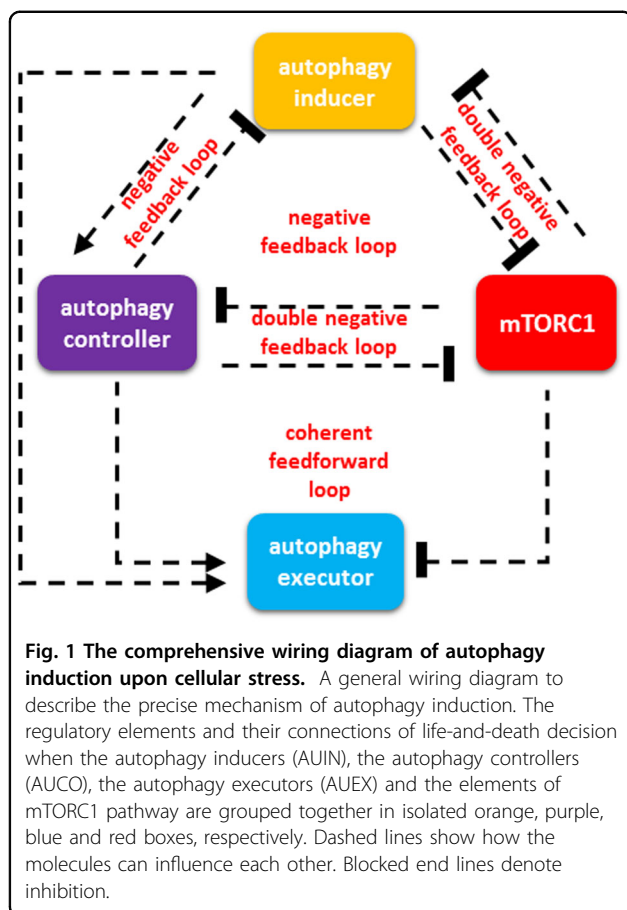 autophagy
inducer
negative
feedback loop
double negative
feedback loop
negative
feedback loop
autophagy
controller
double negative
feedback loop
mTORC1
coherent
feedforward
loop
autophagy
executor
Fig. 1 The comprehensive wiring diagram of autophagy
induction upon cellular stress. A general wiring diagram to
describe the precise mechanism of autophagy induction. The
regulatory elements and their connections of life-and-death decision
when the autophagy inducers (AUIN), the autophagy controllers
(AUCO), the autophagy executors (AUEX) and the elements of
mTORC1 pathway are grouped together in isolated orange, purple,
blue and red boxes, respectively. Dashed lines show how the
molecules can influence each other. Blocked end lines denote
inhibition.